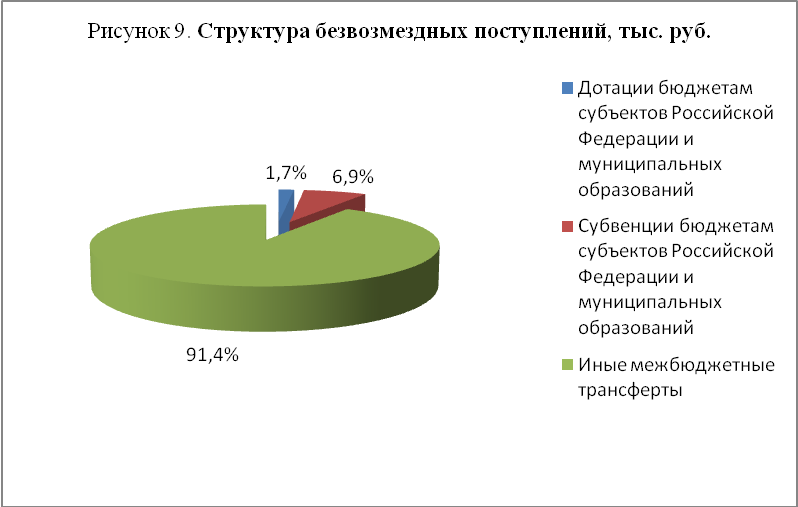 Рисунок 9. Структура безвозмездных поступлений, тыс. руб.
1,7%
6,9%
91,4%
Дотации бюджетам
субъектов Российской
Федерации и
муниципальных
образований
Субвенции бюджетам
субъектов Российской
Федерации и
муниципальных
образований
Иные межбюджетные
трансферты